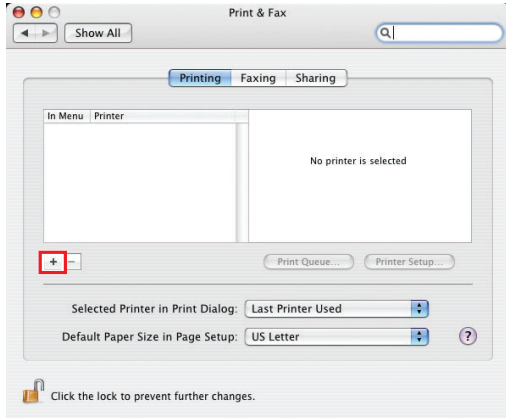 Print & Fax
Show All
Printing Faxing Sharing
In Menu Printer
No printer is selected
+ −
Print Queue... Printer Setup...
Selected Printer in Print Dialog: Last Printer Used
Default Paper Size in Page Setup: US Letter ?
Click the lock to prevent further changes.